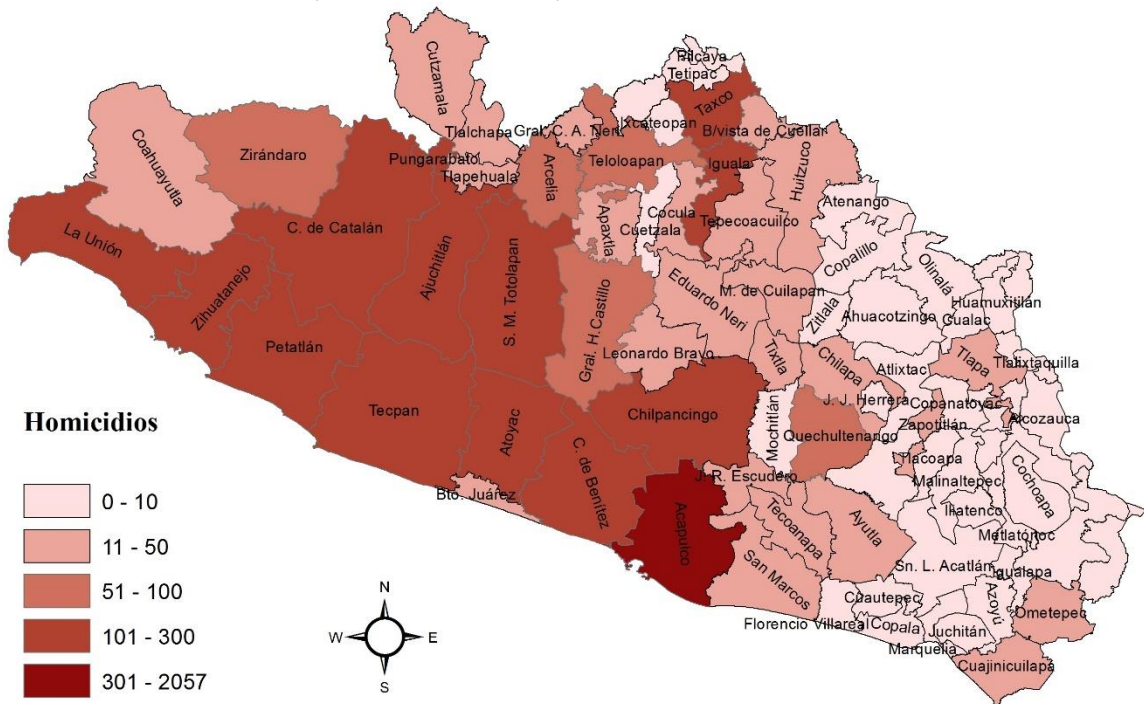 Pilcaya
Tetipac
Cutzamala
Taxco
Ixcateopan
Tlalchapa
Gral. C. A. Neri
B/vista de Cuellar
Coahuayutla
Zirándaro
Pungarabato
Tlapehuala
Arcelia
Teloloapan
Iguala
Huitzuco
Atenango
La Unión
C. de Catalán
Ajuchitlán
S. M. Totolapan
Apaxtla
Cocula
Cuetzala
Tepecoacuilco
Copalillo
Olinalá
Zihuatanejo
Eduardo Neri
M. de Cuilapan
Zitlala
Ahuacotzingo
Huamuxtitlán
Cualac
Petatlán
Gral. H.Castillo
Leonardo Bravo
Tixtla
Chilapa
Atlixtac
Tlapa
Tlalixtaquilla
Tecpan
Atoyac
Chilpancingo
Mochitlán
J. J. Herrera
Copanatoyac
Alcozauca
Zapotitlán
Quechultenango
Tlacoapa
Malinaltepec
Cochoapa
Bto. Juárez
C. de Benítez
Acapulco
J. R. Escudero
Tecoanapa
Ayutla
Iliatenco
Metlatónoc
San Marcos
Sn. L. Acatlán
Igualapa
Cuautepec
Azoyú
Ometepec
Florencio Villareal
Copala
Juchitán
Marquelia
Cuajinicuilapa
Homicidios
0 - 10
11 - 50
51 - 100
101 - 300
301 - 2057
N
W
E
S